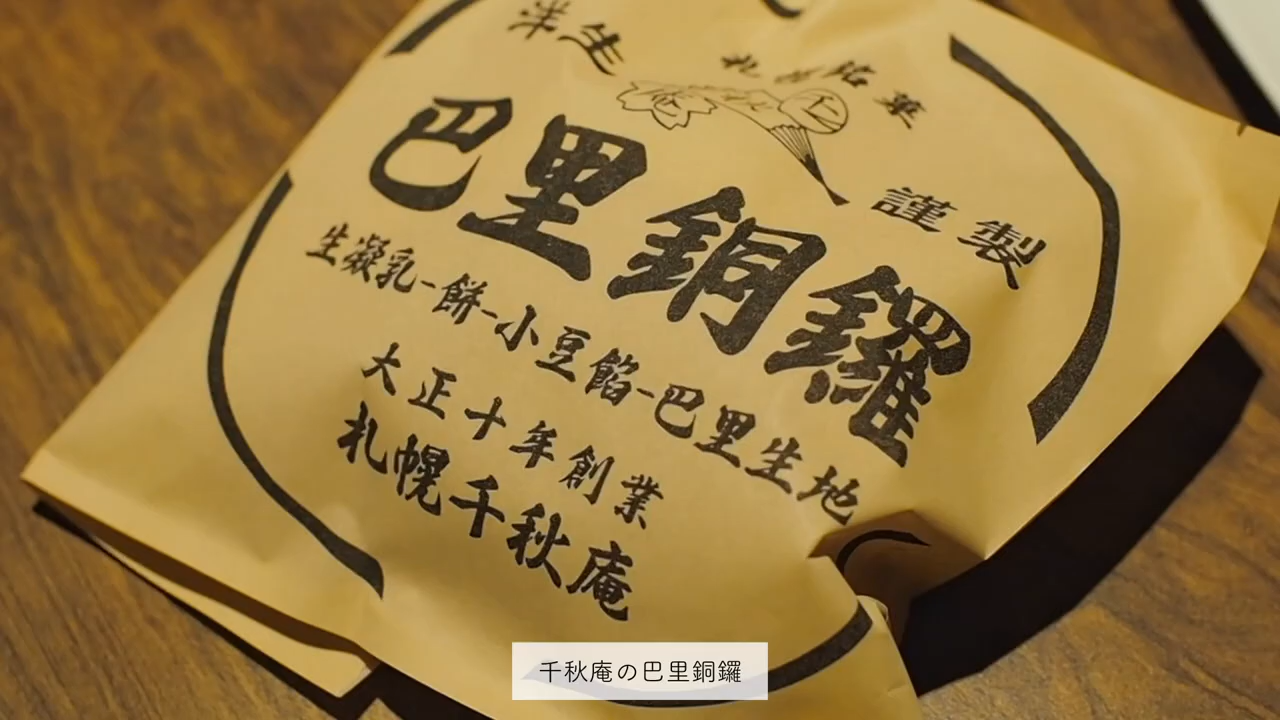 洋生
札幌銘菓
謹製
巴里銅鑼
生凝乳-餅-小豆餡-巴里生地
大正十年創業
札幌千秋庵
千秋庵の巴里銅鑼